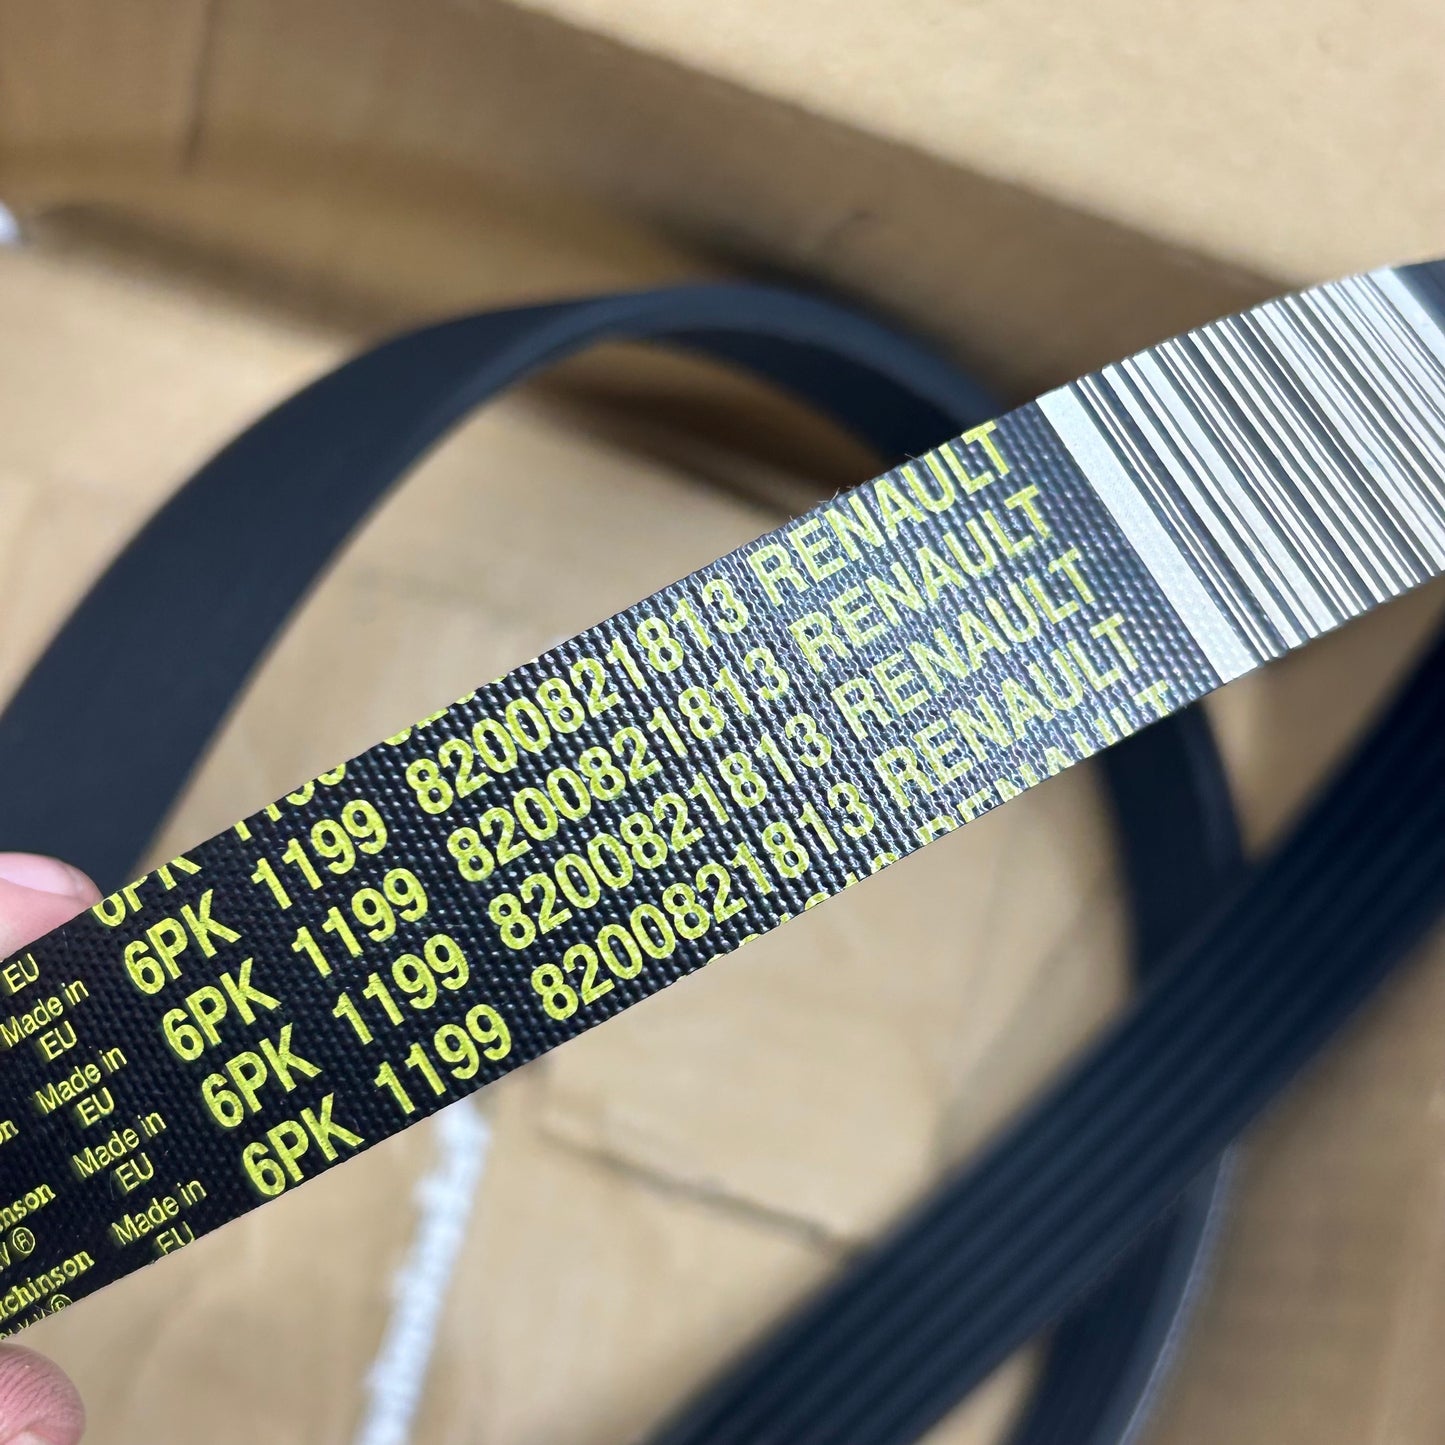 RENAULT
8200821813 RENAULT
6PK 1199 8200821813 RENAULT
EU
Made in 6PK 1199 8200821813 RENAULT
EU
Made in 6PK 1199 8200821813
EU
Made in 6PK 1199
EU
Made in
EU